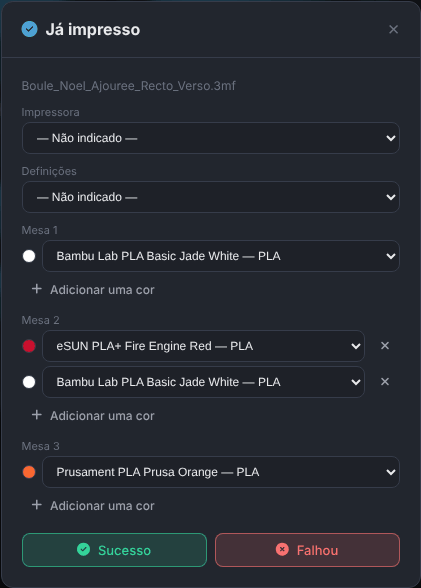 Já impresso
Boule_Noel_Ajouree_Recto_Verso.3mf
Impressora
— Não indicado —
Definições
— Não indicado —
Mesa 1
Bambu Lab PLA Basic Jade White — PLA
+ Adicionar uma cor
Mesa 2
eSUN PLA+ Fire Engine Red — PLA
Bambu Lab PLA Basic Jade White — PLA
+ Adicionar uma cor
Mesa 3
Prusament PLA Prusa Orange — PLA
+ Adicionar uma cor
Sucesso
Falhou